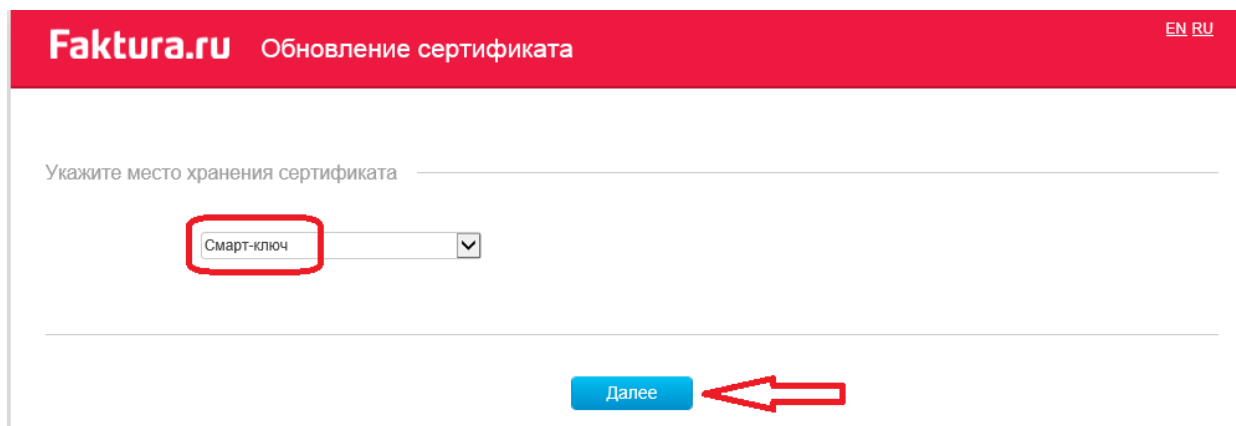 Faktura.ru Обновление сертификата EN RU
Укажите место хранения сертификата
Смарт-ключ
Далее